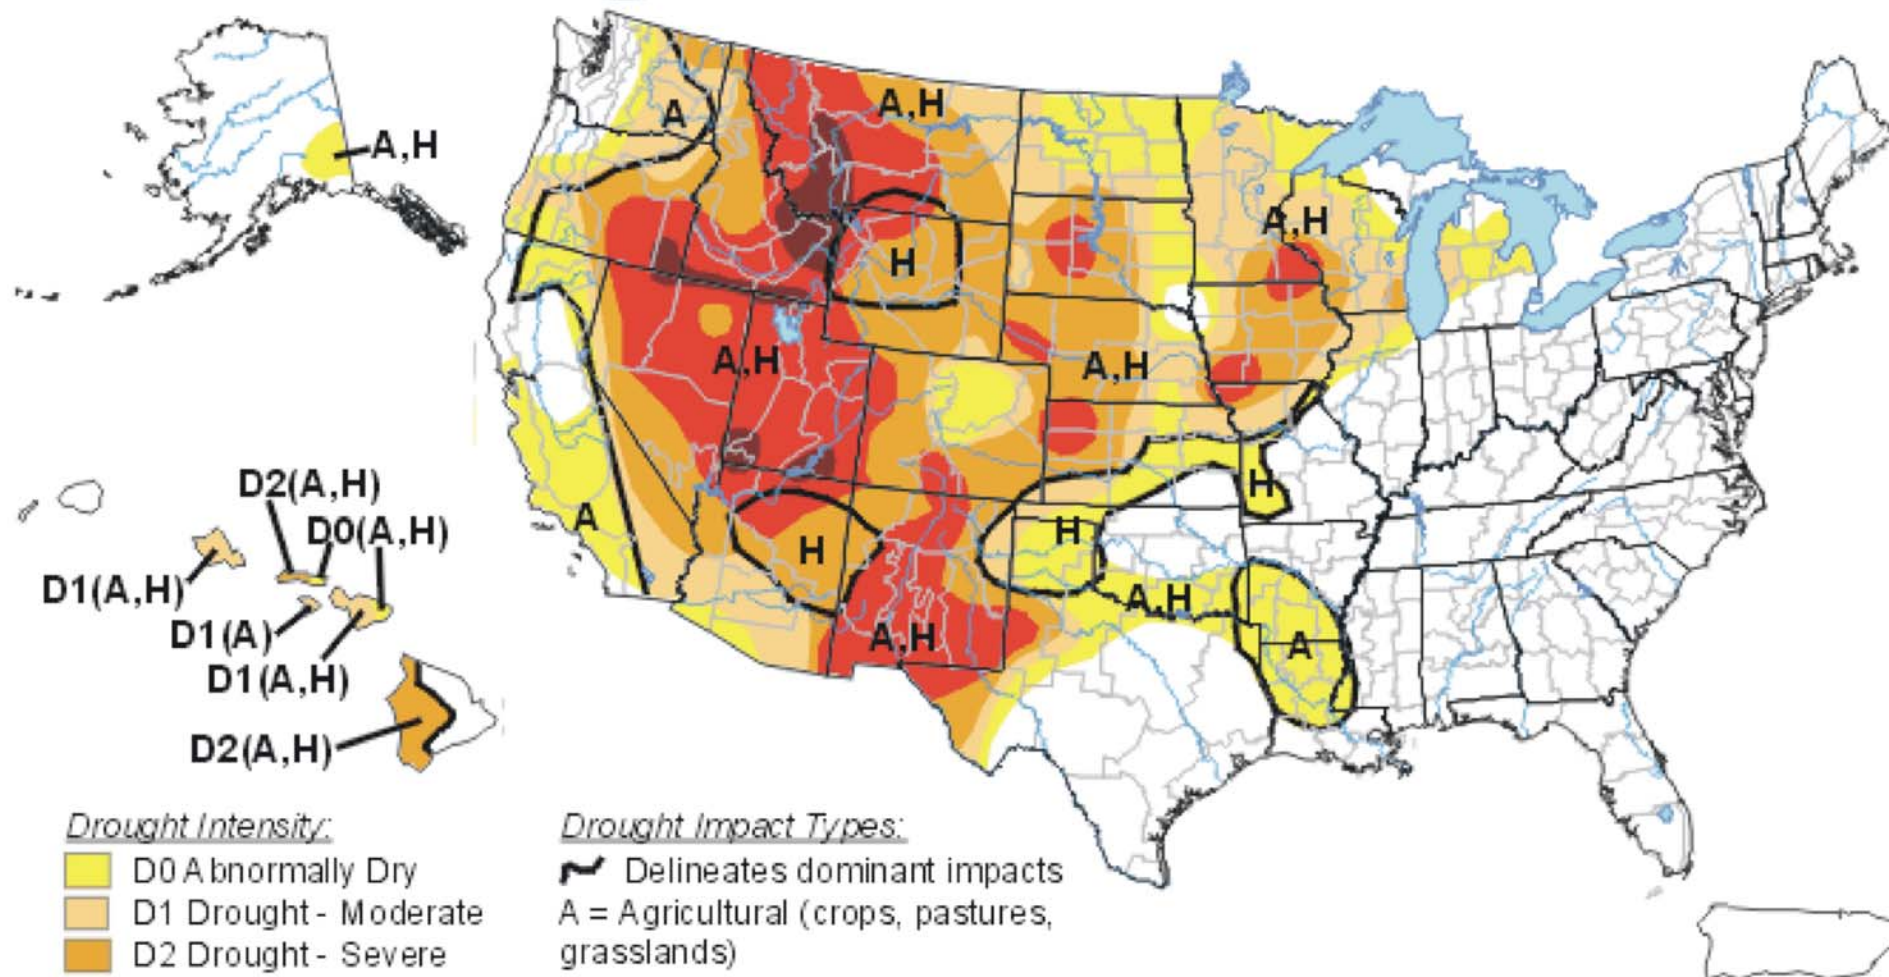 A,H
A
A,H
A,H
H
A,H
A,H
D2(A,H)
D0(A,H)
H
A
H
H
D1(A,H)
A,H
D1(A)
A,H
A
D1(A,H)
D2(A,H)
Drought Intensity:
D0 Abnormally Dry
D1 Drought - Moderate
D2 Drought - Severe
Drought Impact Types:
Delineates dominant impacts
A = Agricultural (crops, pastures,
grasslands)